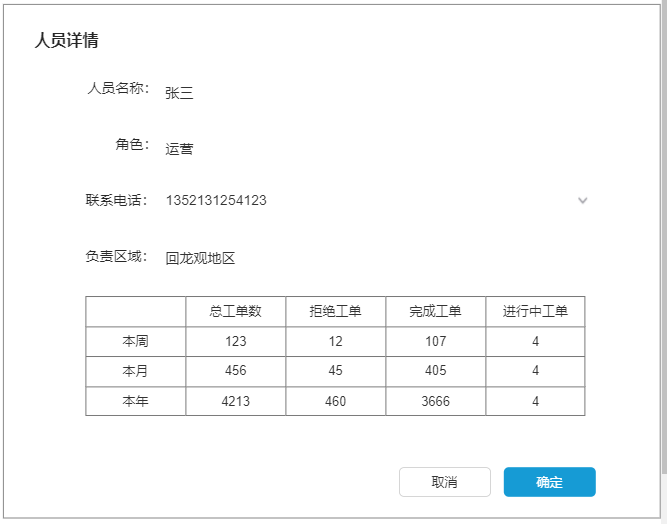 人员详情
人员名称： 张三
角色： 运营
联系电话： 1352131254123
负责区域： 回龙观地区
总工单数 拒绝工单 完成工单 进行中工单
本周 123 12 107 4
本月 456 45 405 4
本年 4213 460 3666 4
取消 确定